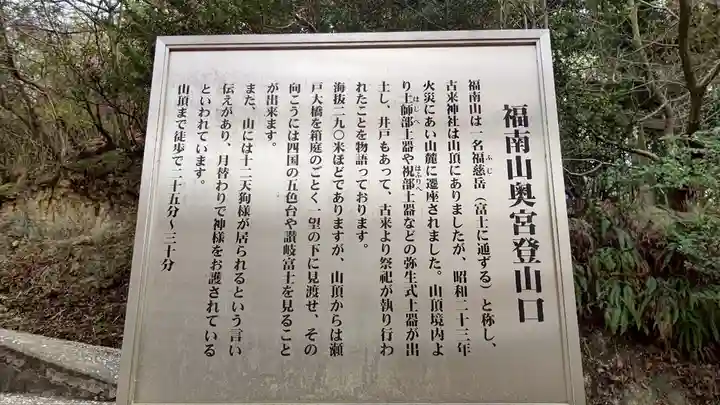 福南山奥宮登山口
福南山は一名福慈岳（富士に通ずる）と称し、
ふじ
古来神社は山頂にありましたが、昭和二十三年
火災にあい山麓に遷座されました。山頂境内よ
り土師部土器や祝部土器などの弥生式土器が出
はじべ
はふりべ
土し、井戸もあって、古来より祭祀が執り行わ
れたことを物語っております。
海抜二九〇米ほどでありますが、山頂からは瀬
戸大橋を箱庭のごとく一望の下に見渡せ、その
向こうには四国の五色台や讃岐富士を見ること
が出来ます。
また、山には十二天狗様が居られるという言い
伝えがあり、月替わりで神様をお護されている
といわれています。
山頂まで徒歩で二十五分～三十分